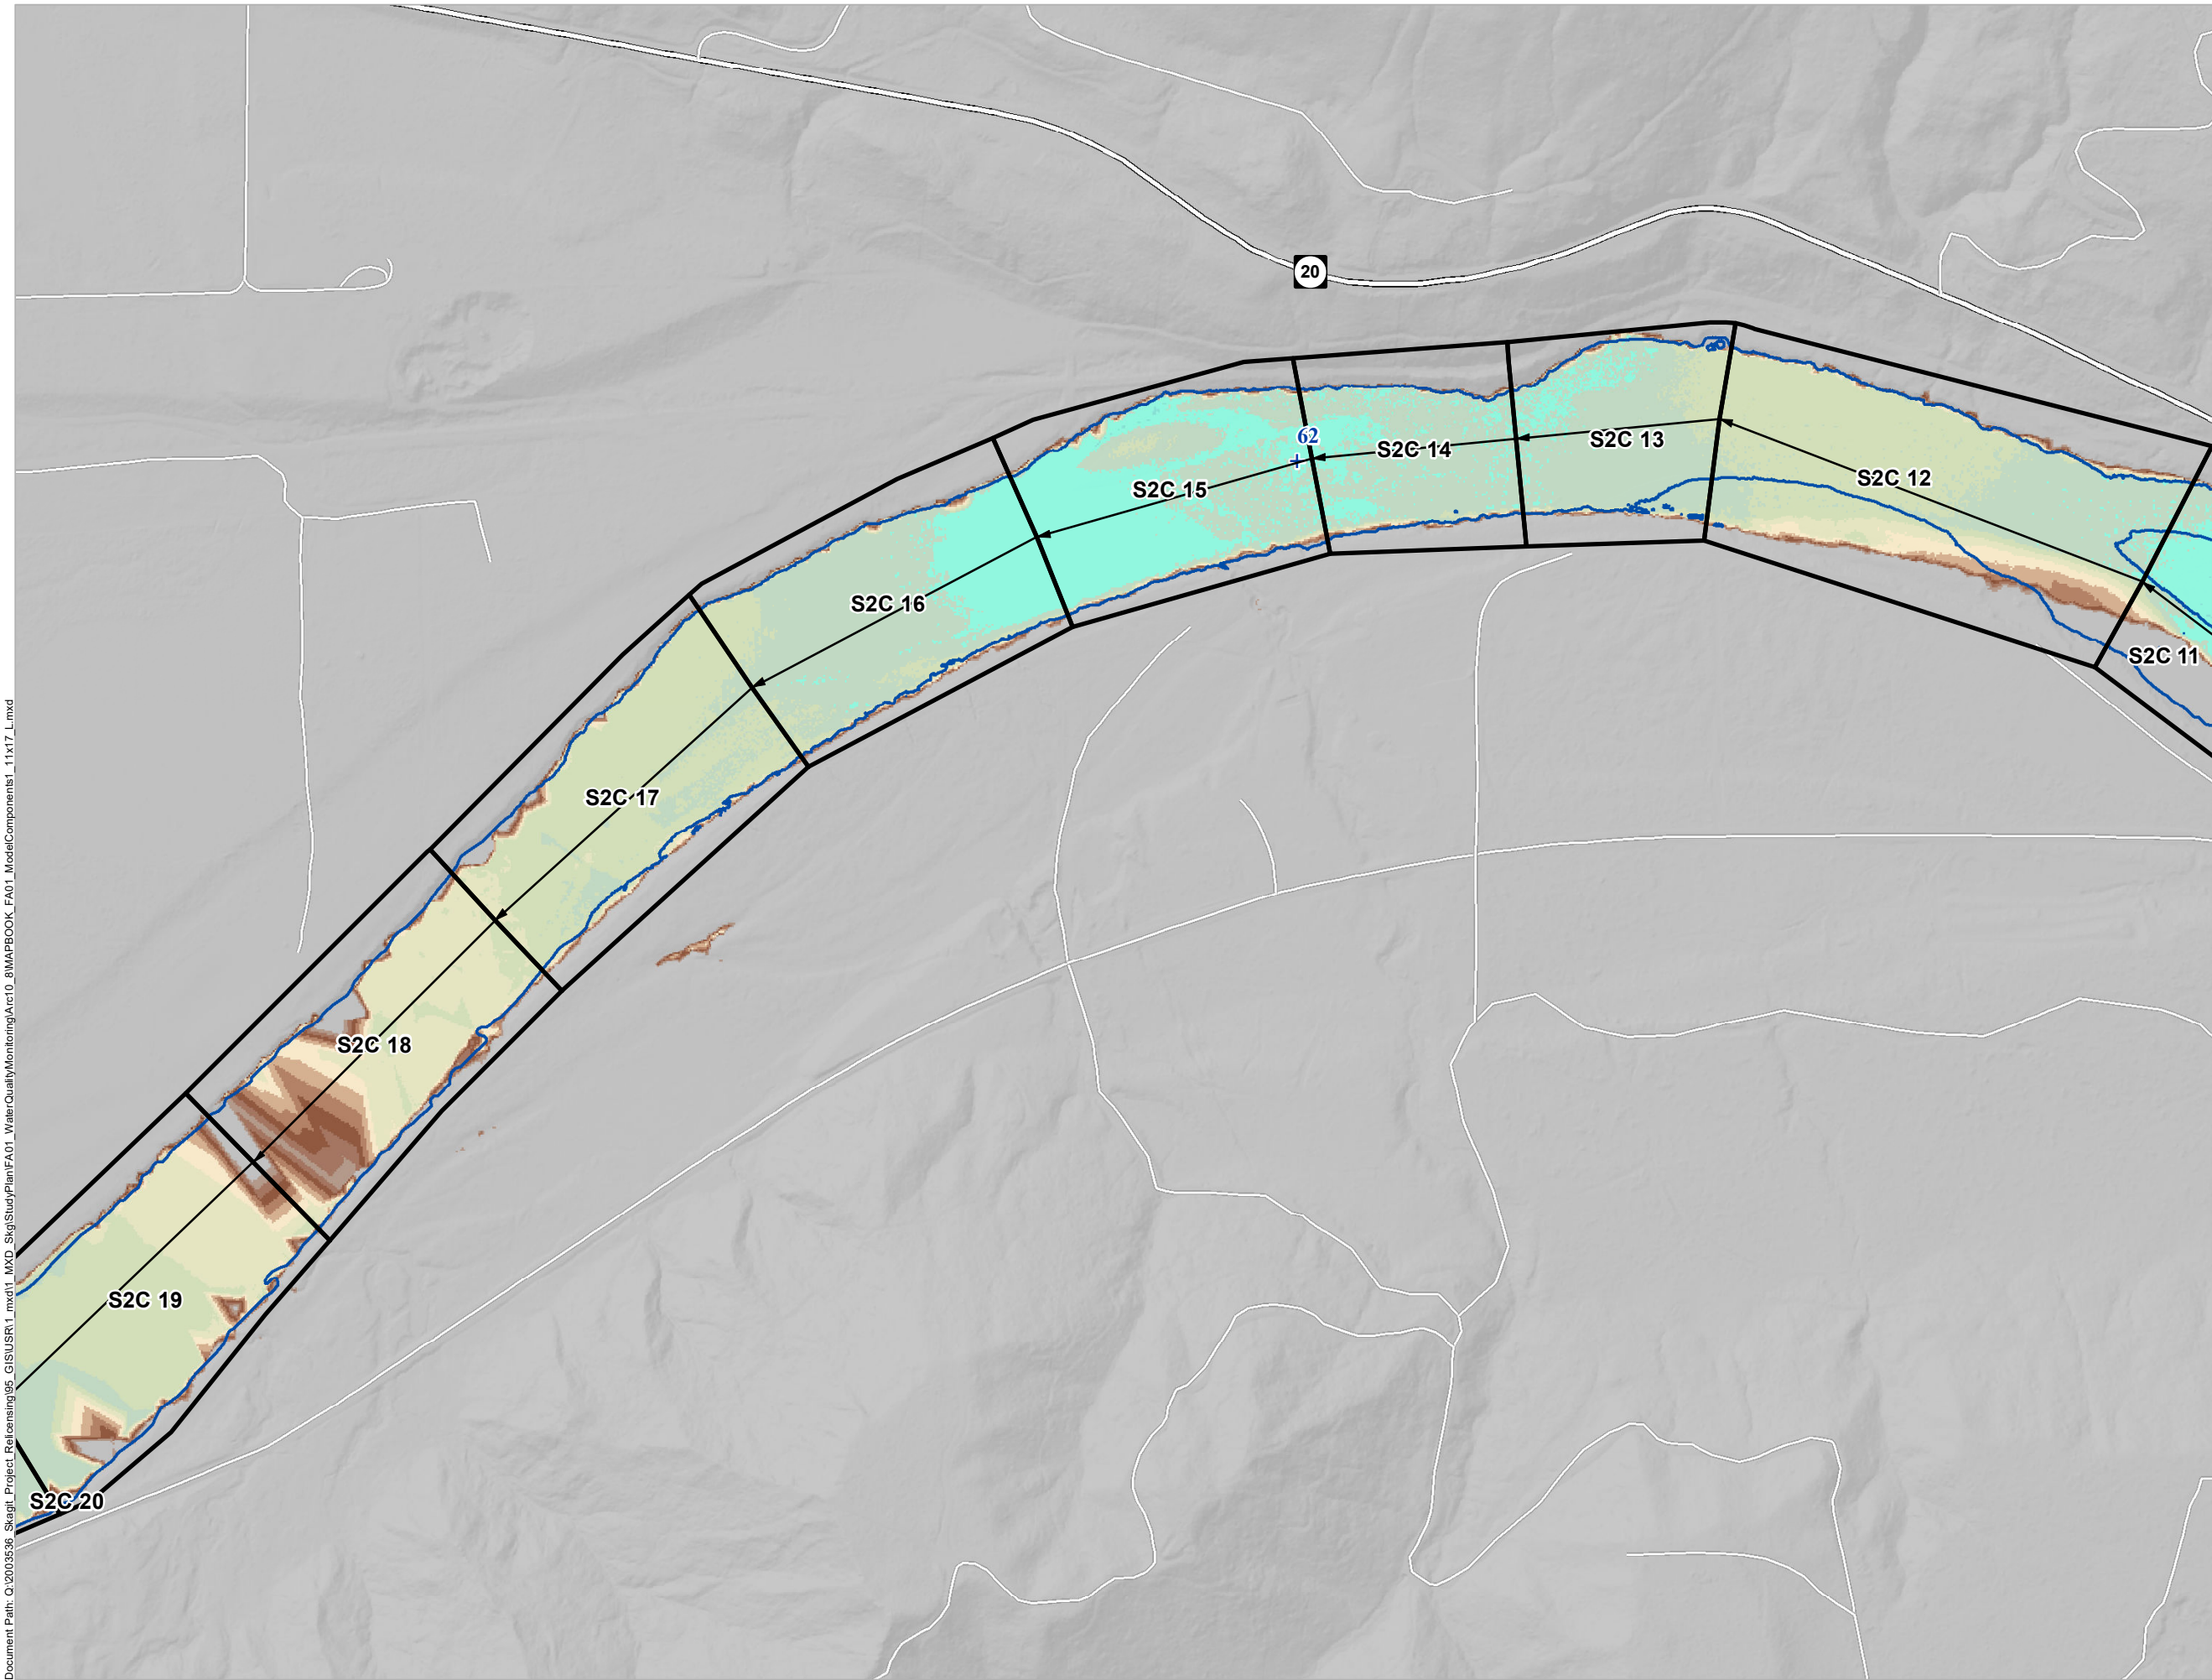 20
62
S2C 14
S2C 13
S2C 12
S2C 15
S2C 16
S2C 11
S2C 17
S2C 18
S2C 19
S2C 20
Document Path: Q:\2003536_Skagit_Project_Relicensing\95_GIS\USR\1_mxd\1_MXD_Skg\StudyPlan\FA01_WaterQualityMonitoring\Arc10_8\MAPBOOK_FA01_ModelComponents1_11x17_L.mxd